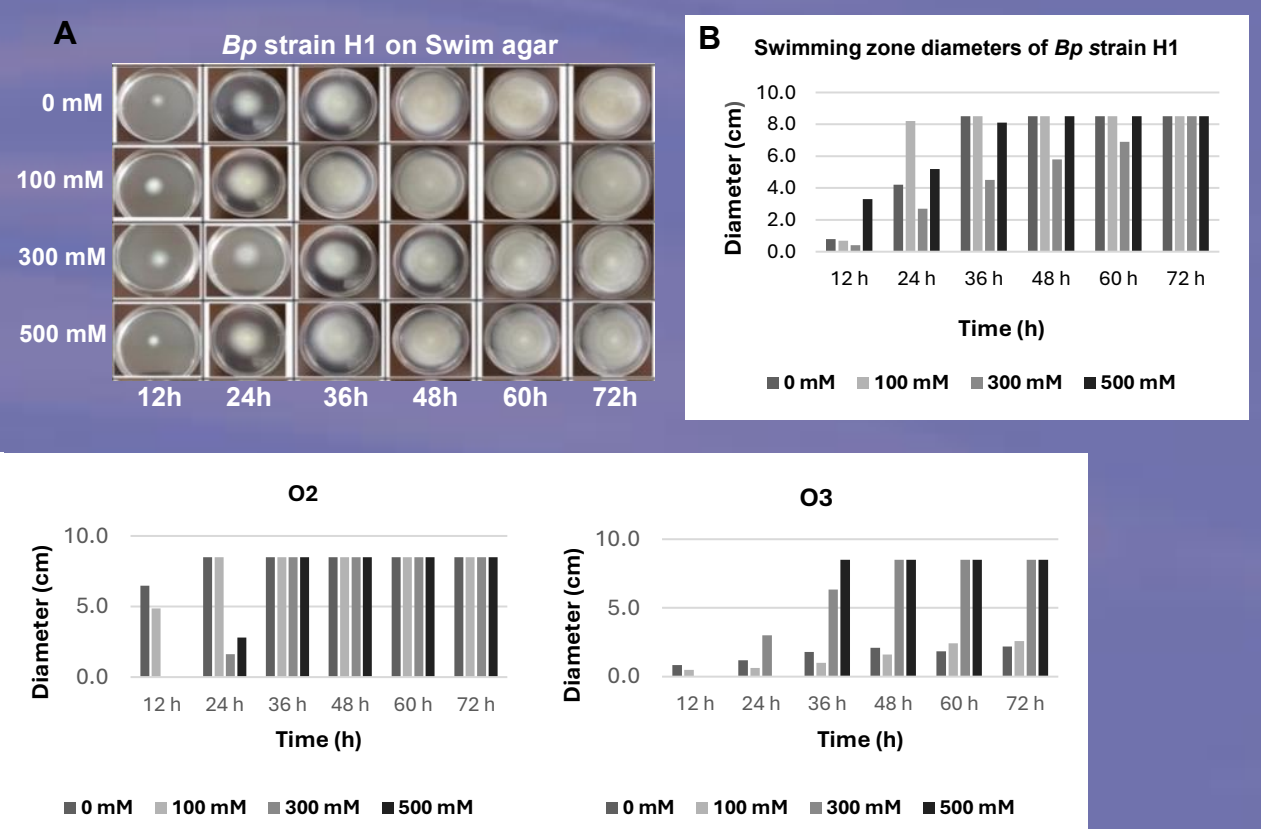 A
Bp strain H1 on Swim agar
0 mM
100 mM
300 mM
500 mM
12h 24h 36h 48h 60h 72h
B
Swimming zone diameters of Bp strain H1
Diameter (cm)
10.0
8.0
6.0
4.0
2.0
0.0
12 h 24 h 36 h 48 h 60 h 72 h
Time (h)
0 mM 100 mM 300 mM 500 mM
O2
Diameter (cm)
10.0
5.0
0.0
12 h 24 h 36 h 48 h 60 h 72 h
Time (h)
0 mM 100 mM 300 mM 500 mM
O3
Diameter (cm)
10.0
5.0
0.0
12 h 24 h 36 h 48 h 60 h 72 h
Time (h)
0 mM 100 mM 300 mM 500 mM